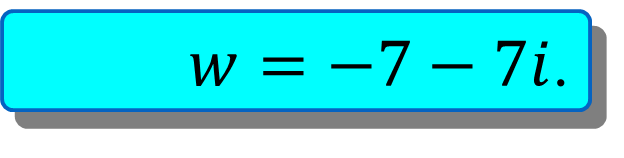 w = −7 − 7i.